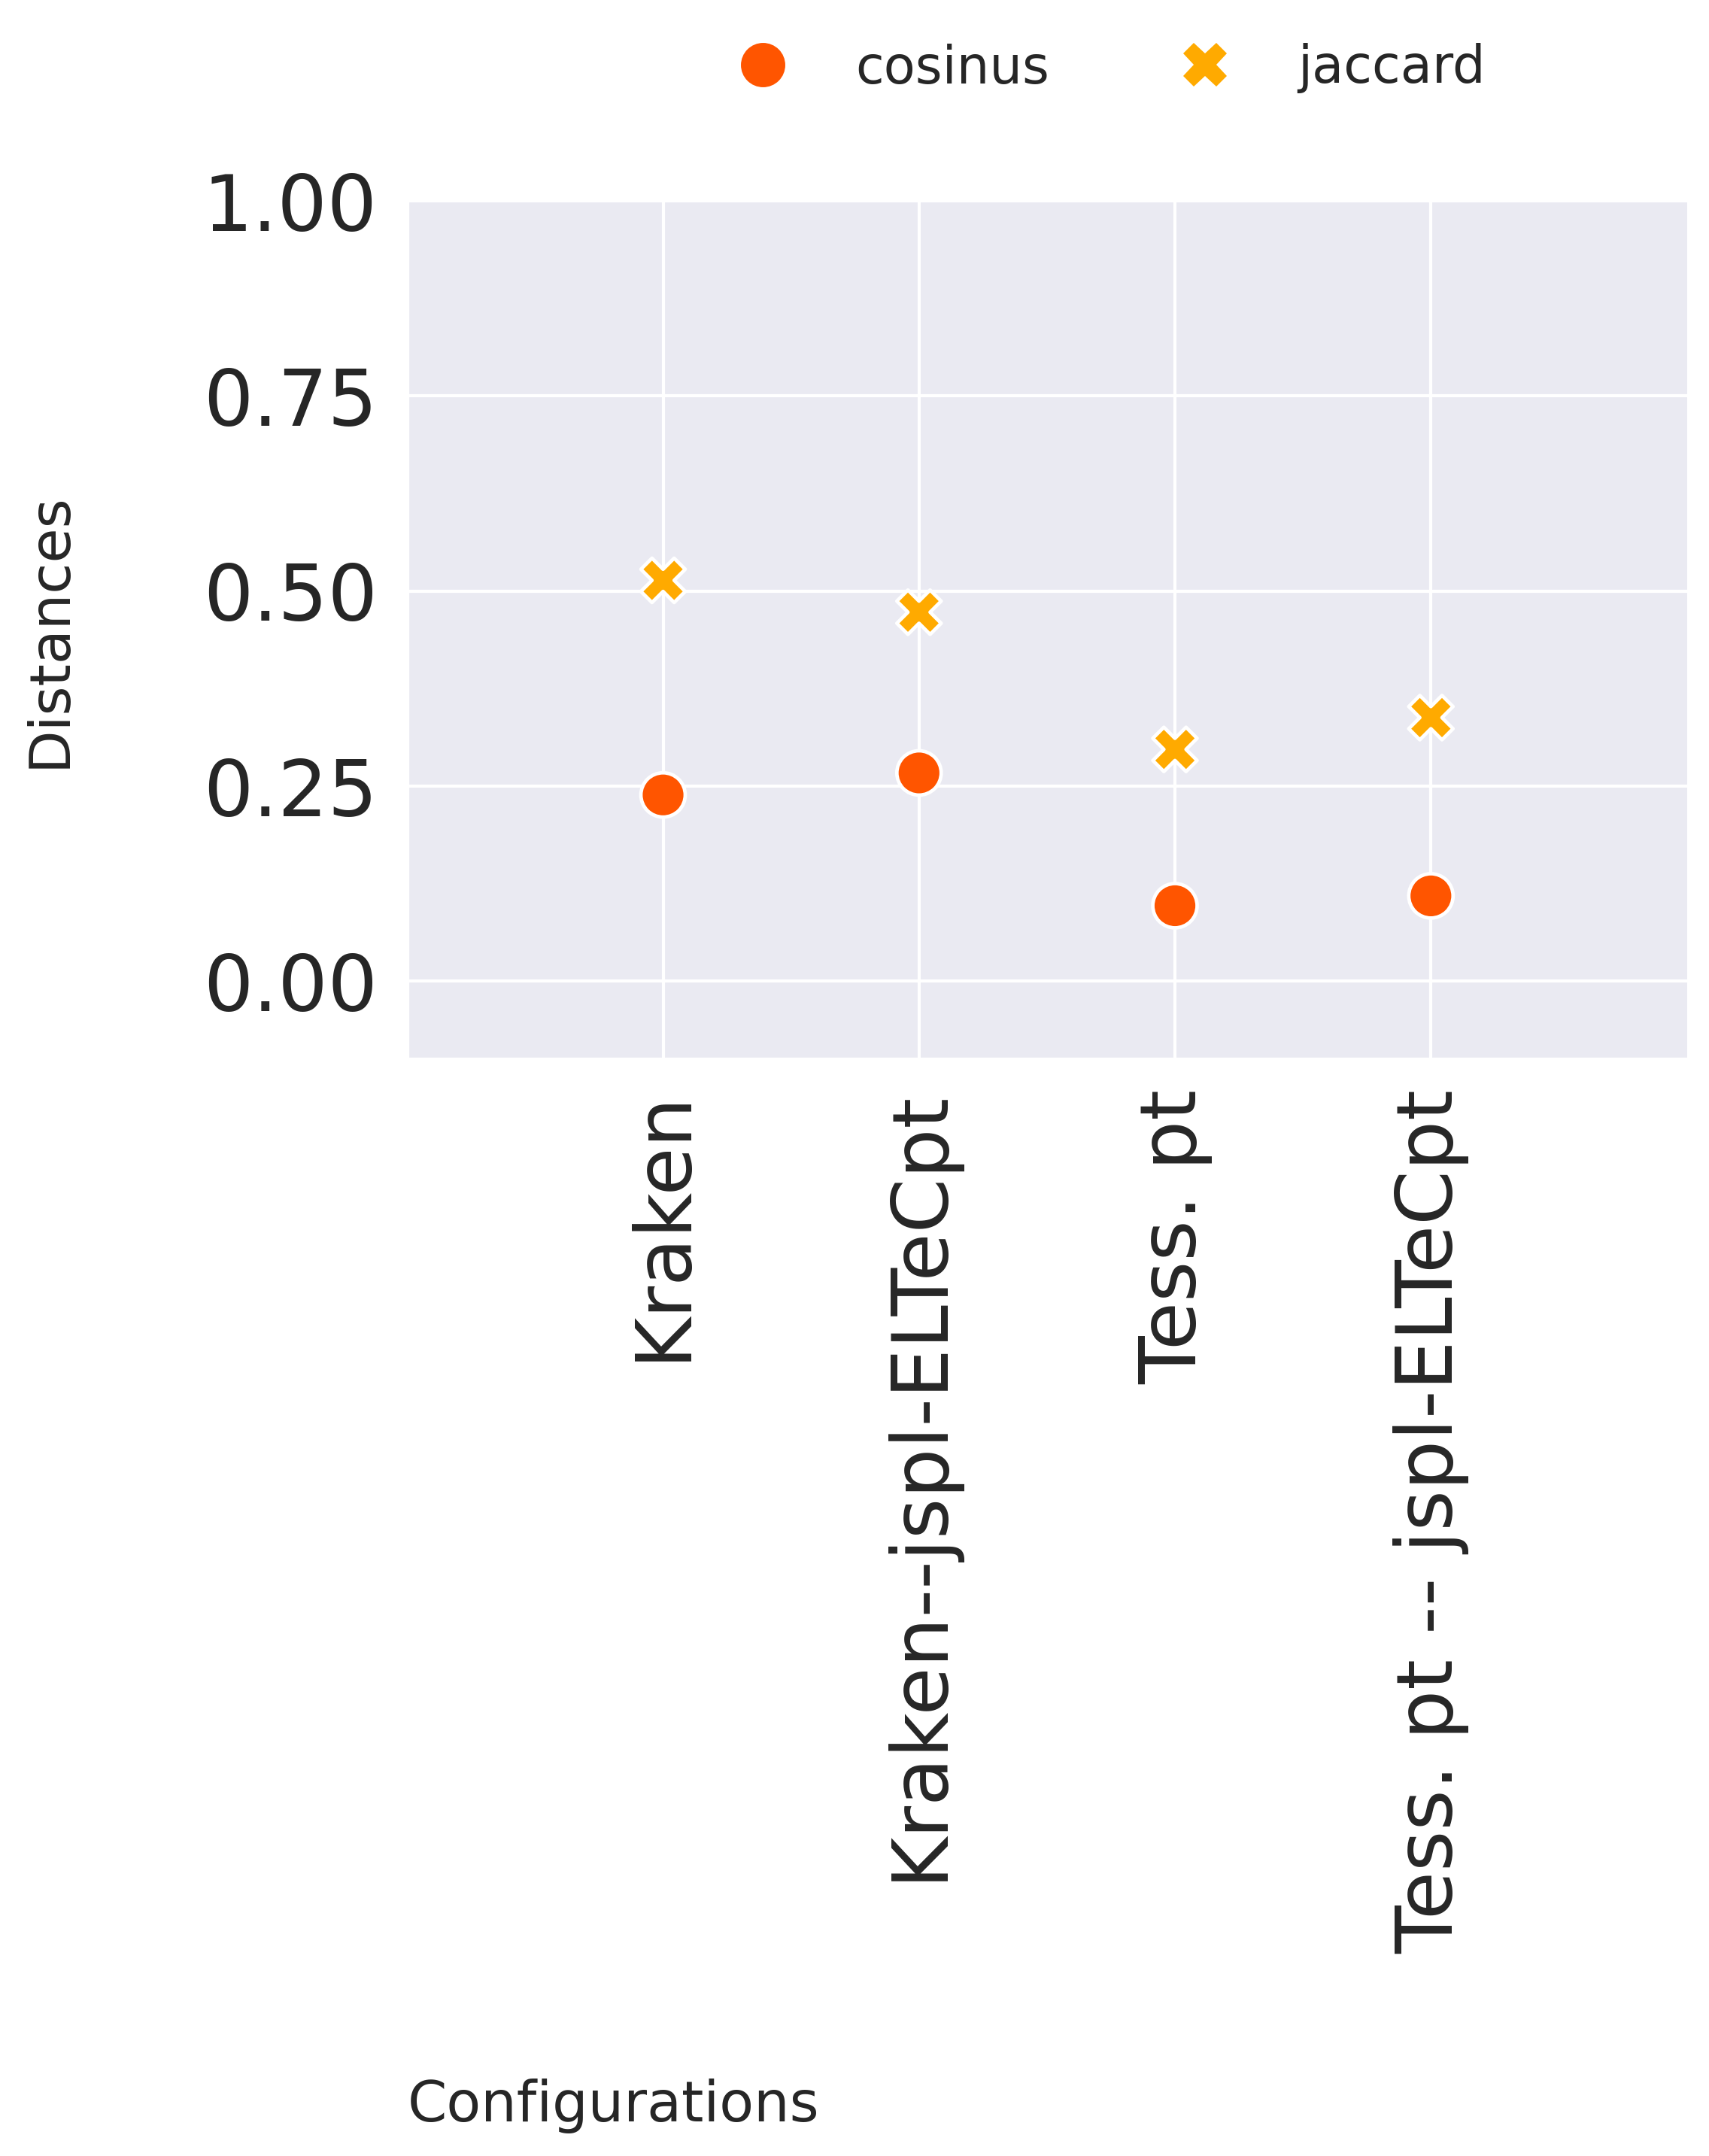 cosinus jaccard
1.00
0.75
0.50
0.25
0.00
Distances
Kraken
Kraken--jspl-ELTeCpt
Tess. pt
Tess. pt -- jspl-ELTeCpt
Configurations